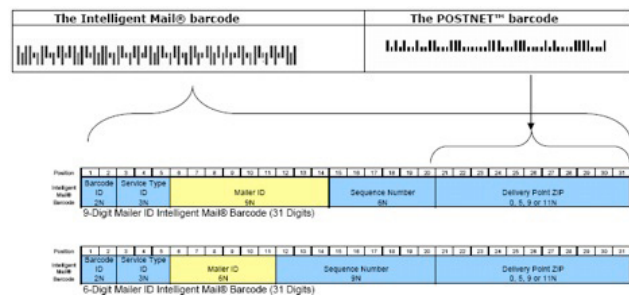 The Intelligent Mail® barcode The POSTNET™ barcode
Position 1 2 3 4 5 6 7 8 9 10 11 12 13 14 15 16 17 18 19 20 21 22 23 24 25 26 27 28 29 30 31
Intelligent Mail® Barcode
Barcode ID 2N
Service Type ID 3N
Mailer ID 9N
Sequence Number 6N
Delivery Point ZIP 0, 5, 9 or 11N
9-Digit Mailer ID Intelligent Mail® Barcode (31 Digits)
Position 1 2 3 4 5 6 7 8 9 10 11 12 13 14 15 16 17 18 19 20 21 22 23 24 25 26 27 28 29 30 31
Intelligent Mail® Barcode
Barcode ID 2N
Service Type ID 3N
Mailer ID 6N
Sequence Number 9N
Delivery Point ZIP 0, 5, 9 or 11N
6-Digit Mailer ID Intelligent Mail® Barcode (31 Digits)